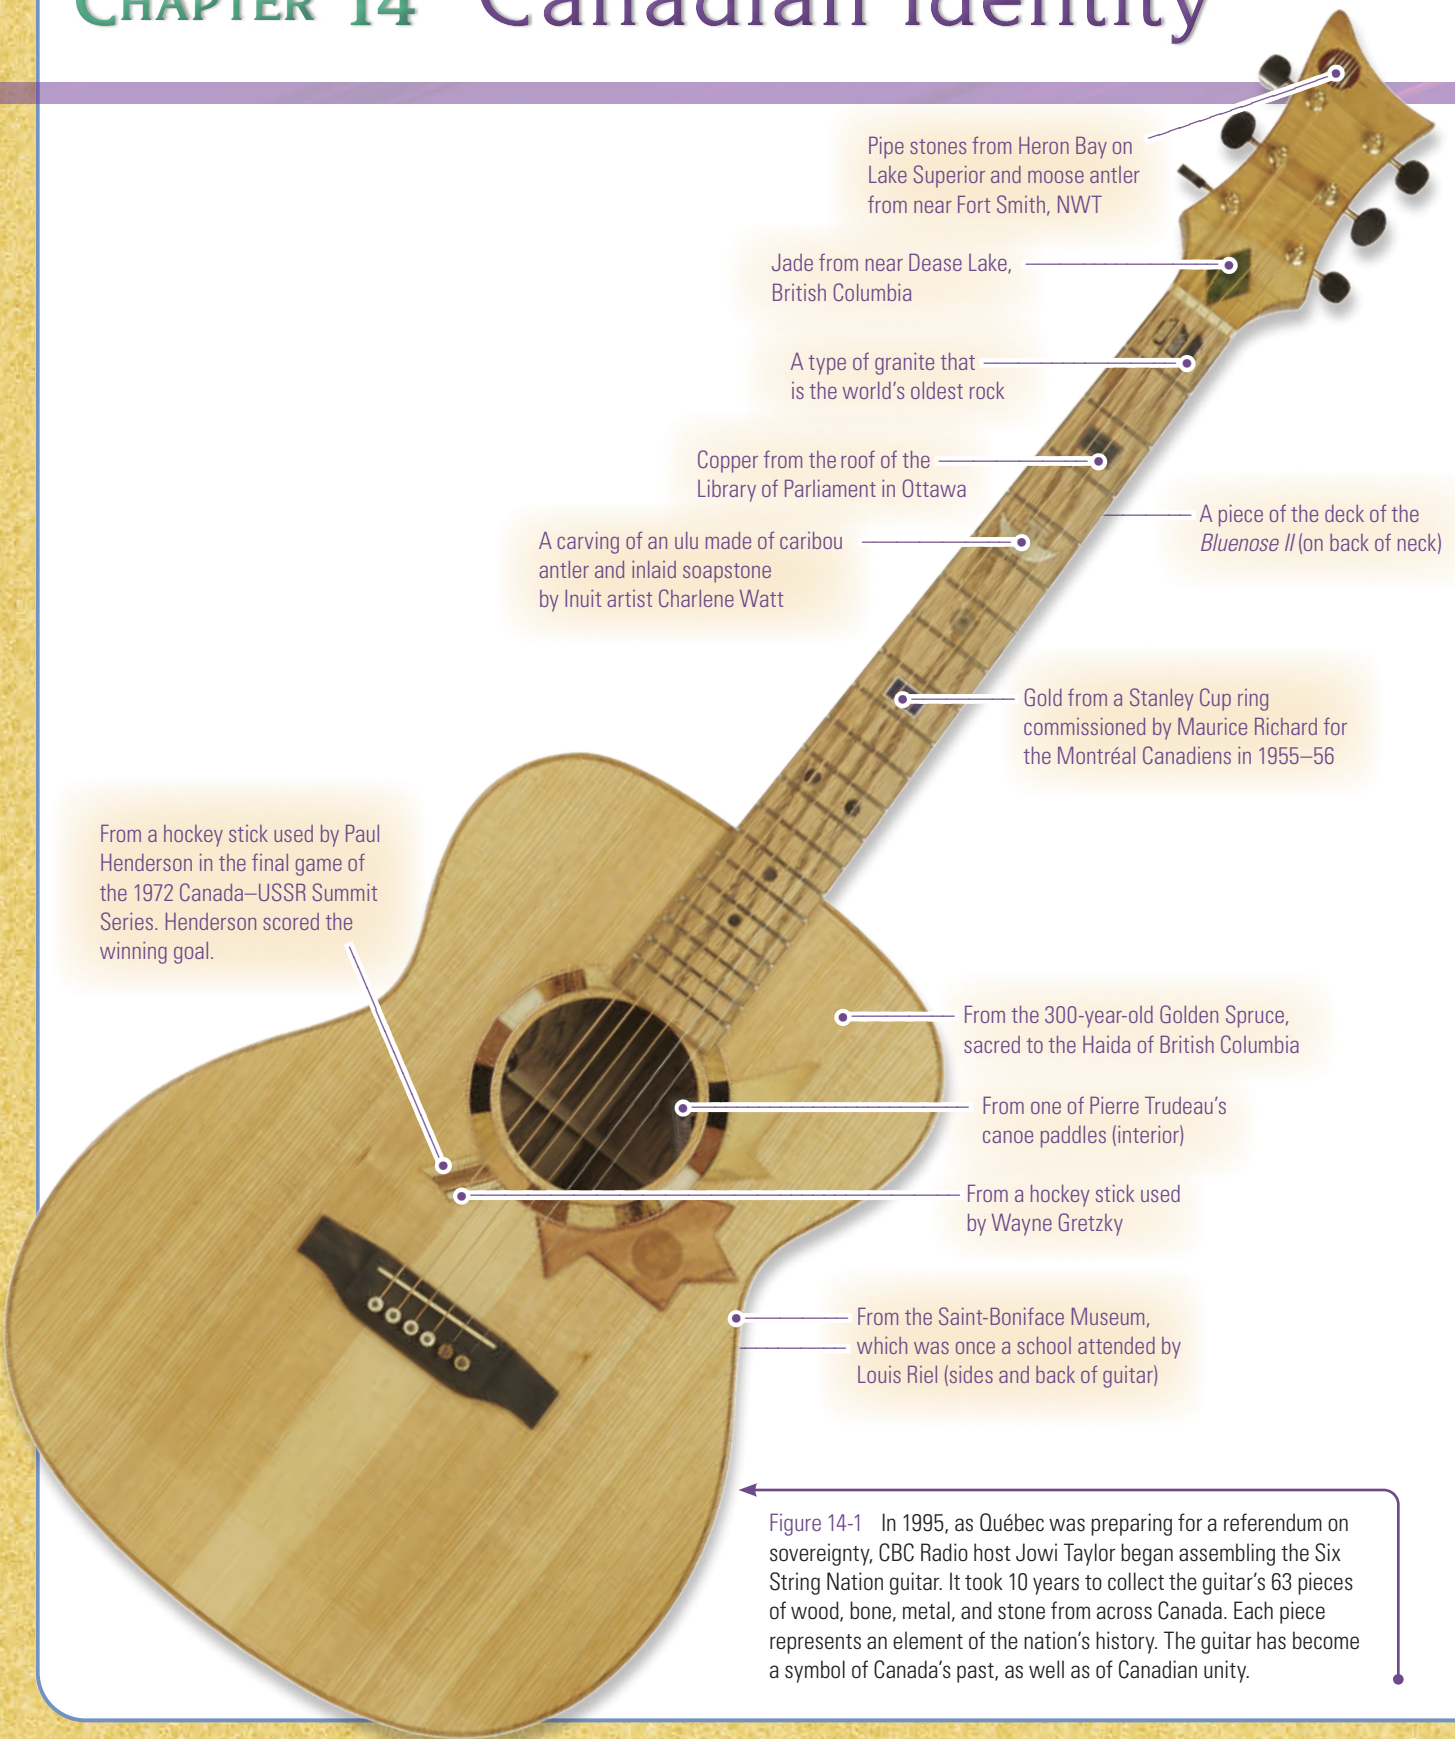 CHAPTER 14 Canadian Identity
Pipe stones from Heron Bay on
Lake Superior and moose antler
from near Fort Smith, NWT
Jade from near Dease Lake,
British Columbia
A type of granite that
is the world's oldest rock
Copper from the roof of the
Library of Parliament in Ottawa
A piece of the deck of the
Bluenose II (on back of neck)
A carving of an ulu made of caribou
antler and inlaid soapstone
by Inuit artist Charlene Watt
Gold from a Stanley Cup ring
commissioned by Maurice Richard for
the Montréal Canadiens in 1955–56
From a hockey stick used by Paul
Henderson in the final game of
the 1972 Canada–USSR Summit
Series. Henderson scored the
winning goal.
From the 300-year-old Golden Spruce,
sacred to the Haida of British Columbia
From one of Pierre Trudeau's
canoe paddles (interior)
From a hockey stick used
by Wayne Gretzky
From the Saint-Boniface Museum,
which was once a school attended by
Louis Riel (sides and back of guitar)
Figure 14-1 In 1995, as Québec was preparing for a referendum on
sovereignty, CBC Radio host Jowi Taylor began assembling the Six
String Nation guitar. It took 10 years to collect the guitar's 63 pieces
of wood, bone, metal, and stone from across Canada. Each piece
represents an element of the nation's history. The guitar has become
a symbol of Canada's past, as well as of Canadian unity.